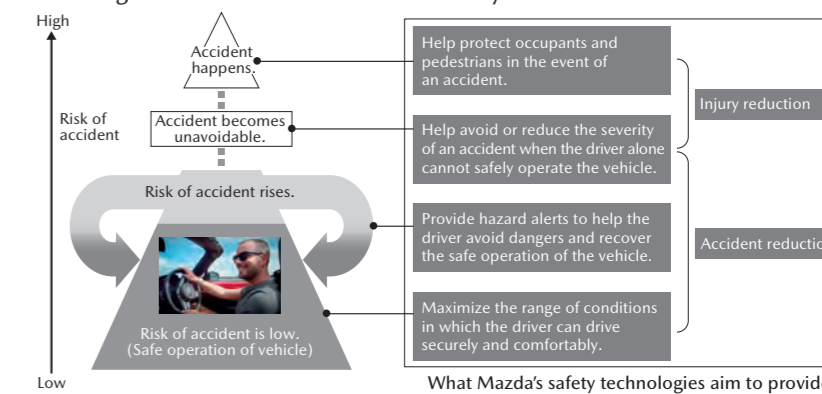 High
Risk of
accident
Low
Accident
happens.
Accident becomes
unavoidable.
Risk of accident rises.
Risk of accident is low.
(Safe operation of vehicle)
Help protect occupants and
pedestrians in the event of
an accident.
Help avoid or reduce the severity
of an accident when the driver alone
cannot safely operate the vehicle.
Provide hazard alerts to help the
driver avoid dangers and recover
the safe operation of the vehicle.
Maximize the range of conditions
in which the driver can drive
securely and comfortably.
Injury reduction
Accident reductio
What Mazda’s safety technologies aim to provide